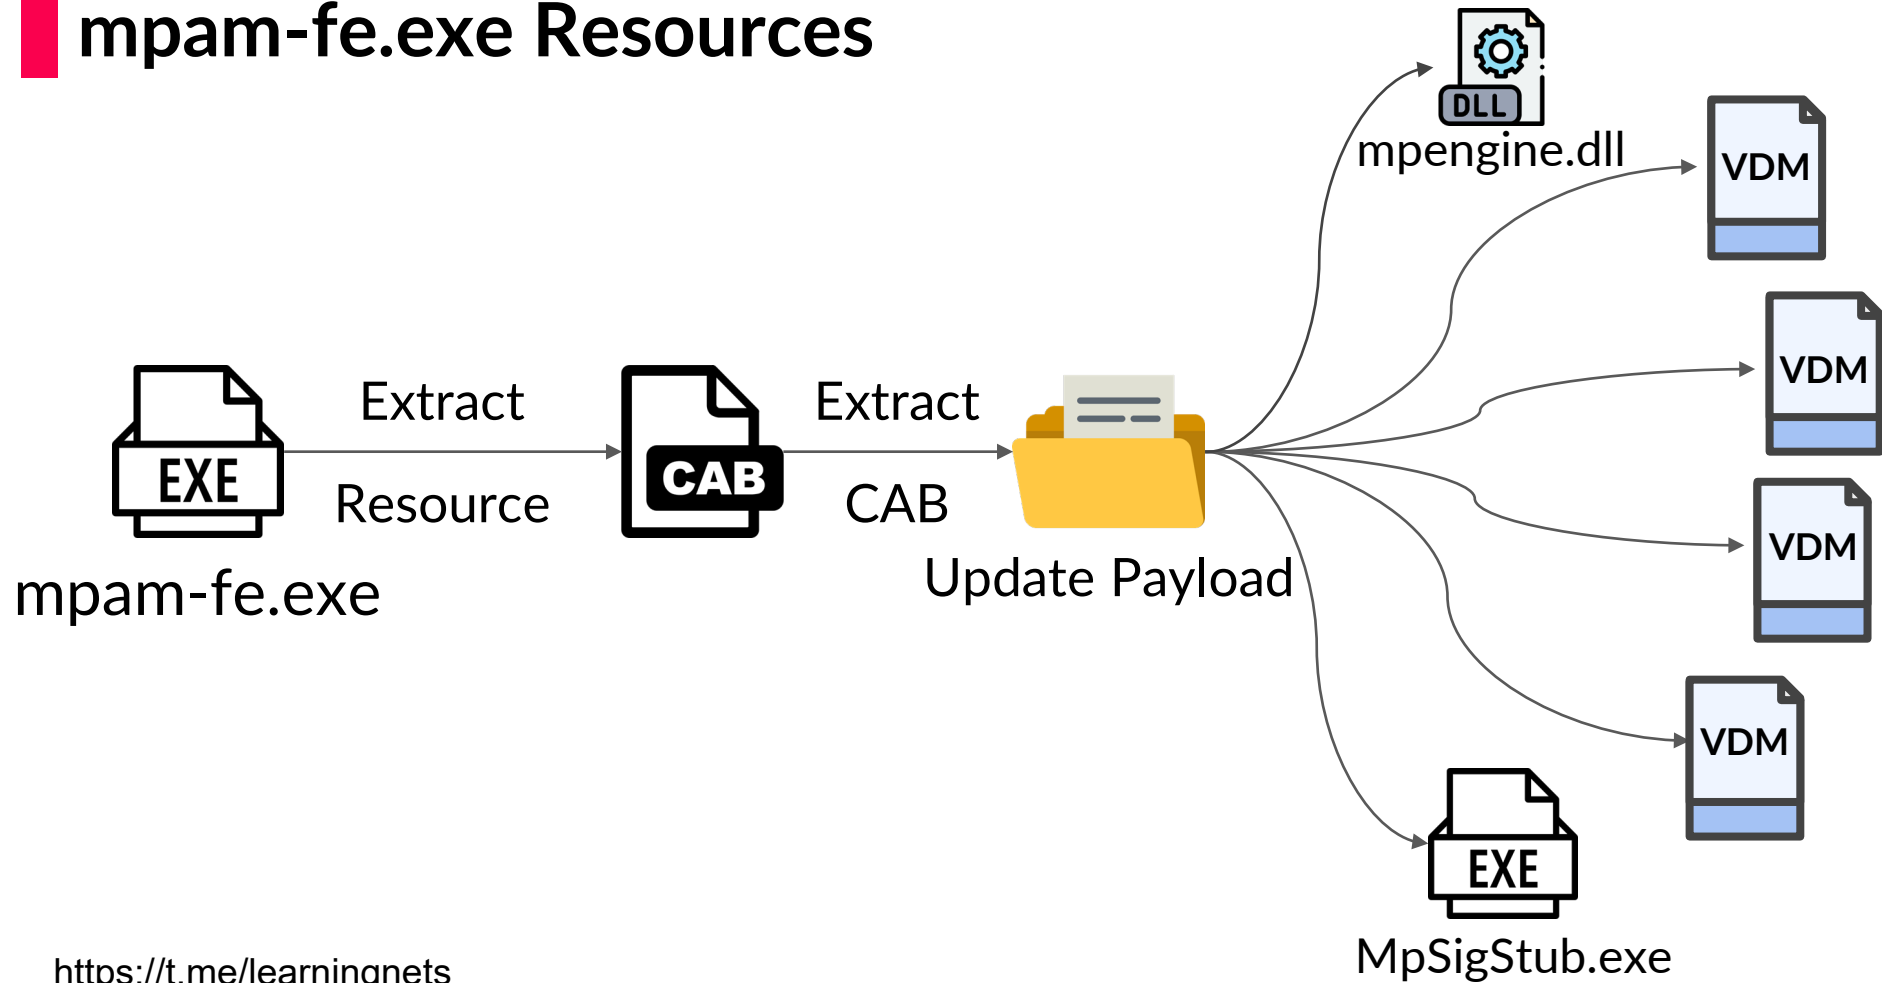 mpam-fe.exe Resources
DLL
mpengine.dll
VDM
VDM
Extract
Resource
Extract
CAB
EXE
CAB
mpam-fe.exe
Update Payload
VDM
VDM
EXE
MpSigStub.exe
https://t.me/learningnets